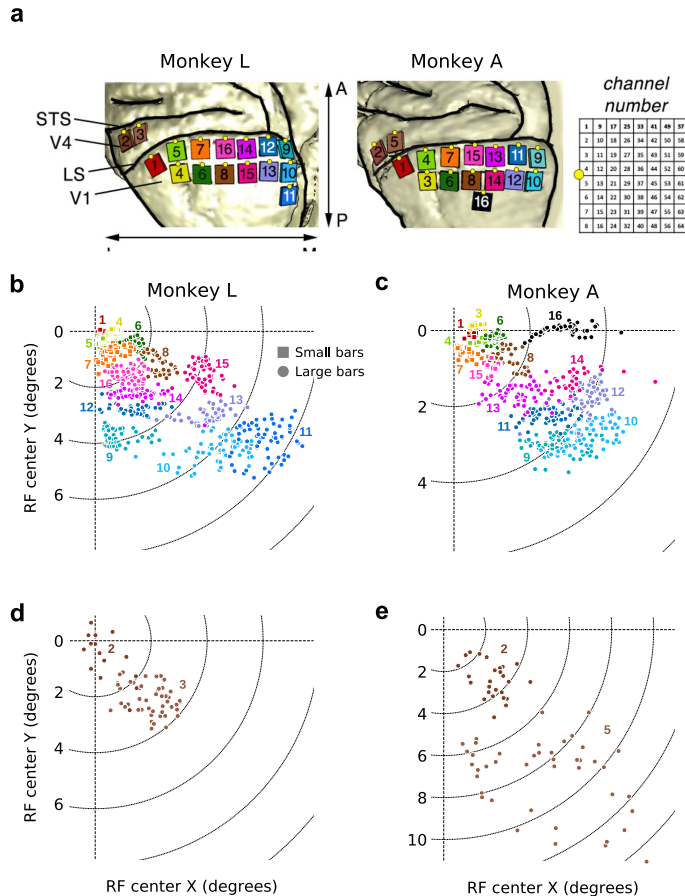 a
Monkey L
Monkey A
STS
V4
LS
V1
2 3
1
5 7 16 14 12 9
4 6 8 15 13 10
11
A
P
2 5
1
4 7 15 13 11 9
3 6 8 14 12 10
16
channel
number
1 9 17 25 33 41 49 57
2 10 18 26 34 42 50 58
3 11 19 27 35 43 51 59
4 12 20 28 36 44 52 60
5 13 21 29 37 45 53 61
6 14 22 30 38 46 54 62
7 15 23 31 39 47 55 63
8 16 24 32 40 48 56 64
b
Monkey L
RF center Y (degrees)
0
2
4
6
1 4 6
5
7
8
15
16
14
13
12
9
10
11
Small bars
Large bars
c
Monkey A
0
2
4
3
1
6
16
4
7
15
8
14
13
12
11
10
9
d
RF center Y (degrees)
0
2
4
6
2
3
RF center X (degrees)
e
0
2
4
6
8
10
2
5
RF center X (degrees)